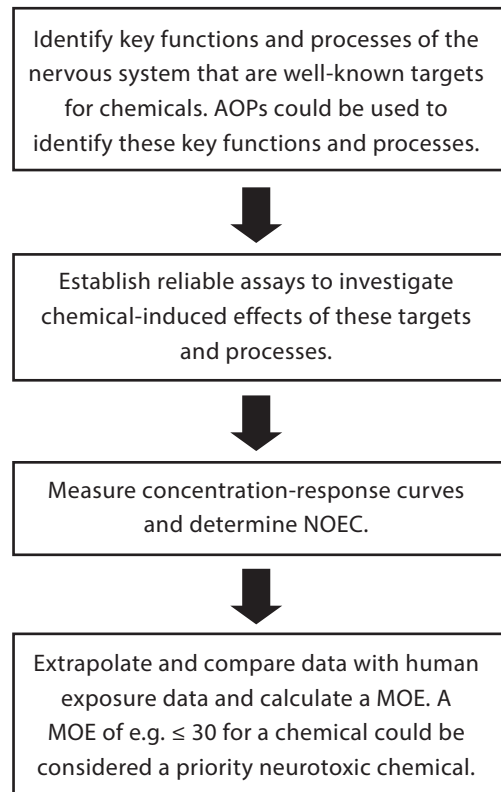 Identify key functions and processes of the
nervous system that are well-known targets
for chemicals. AOPs could be used to
identify these key functions and processes.
Establish reliable assays to investigate
chemical-induced effects of these targets
and processes.
Measure concentration-response curves
and determine NOEC.
Extrapolate and compare data with human
exposure data and calculate a MOE. A
MOE of e.g. ≤ 30 for a chemical could be
considered a priority neurotoxic chemical.